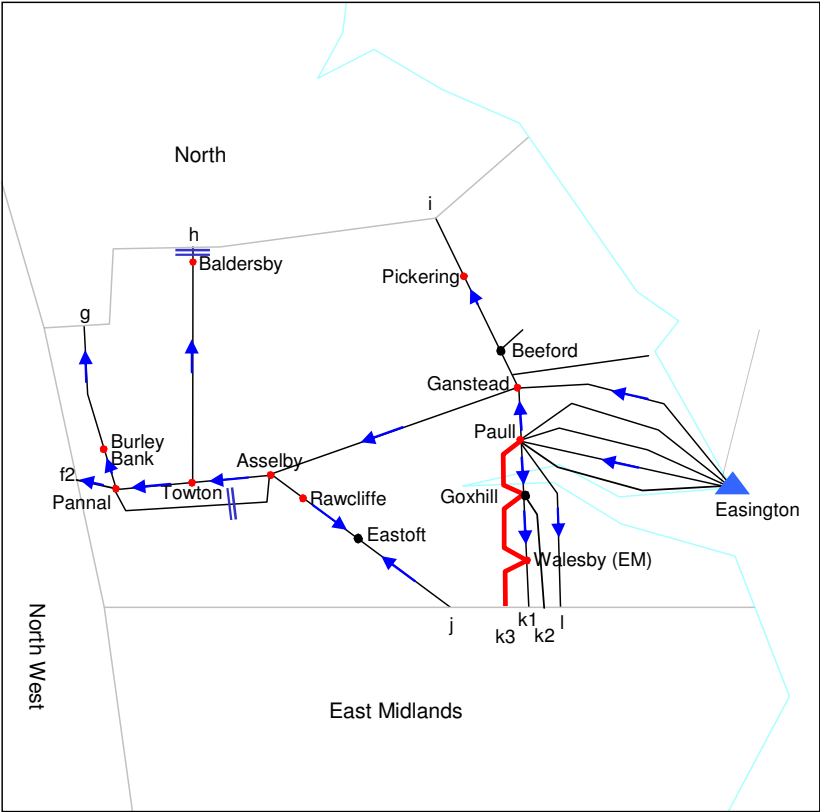 North
i
h
Baldersby
Pickering
g
Beeford
Ganstead
Paull
Burley
Bank
Asselby
f2
Towton
Pannal
Rawcliffe
Goxhill
Easington
Eastoft
Walesby (EM)
j
k1
l
k3
k2
North West
East Midlands